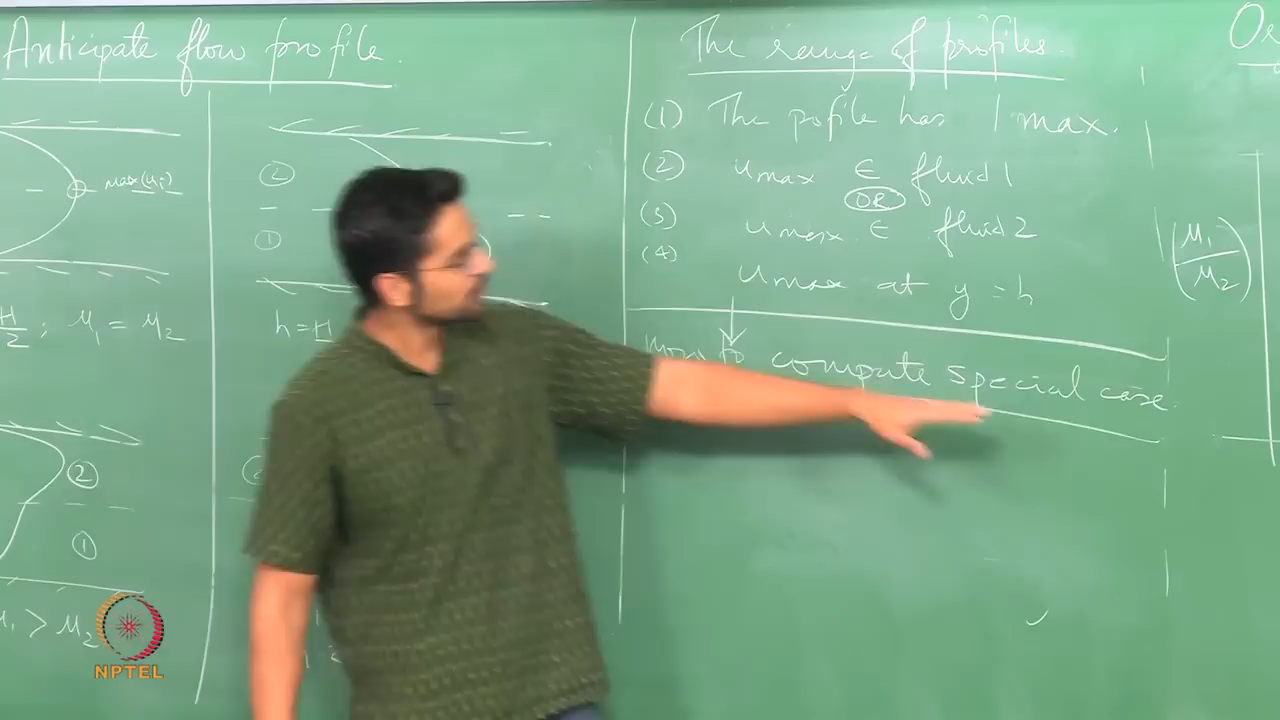 Anticipate flow profile.
max(u_i)
②
①
H/2; μ₁ = μ₂
h=H
②
①
μ₁ > μ₂
The range of profiles.
(1) The pofile has 1 max.
(2) umax ∈ fluid 1
OR
(3) umax ∈ fluid 2
(4) umax at y = h
to compute special case.
(μ₁/μ₂)
NPTEL